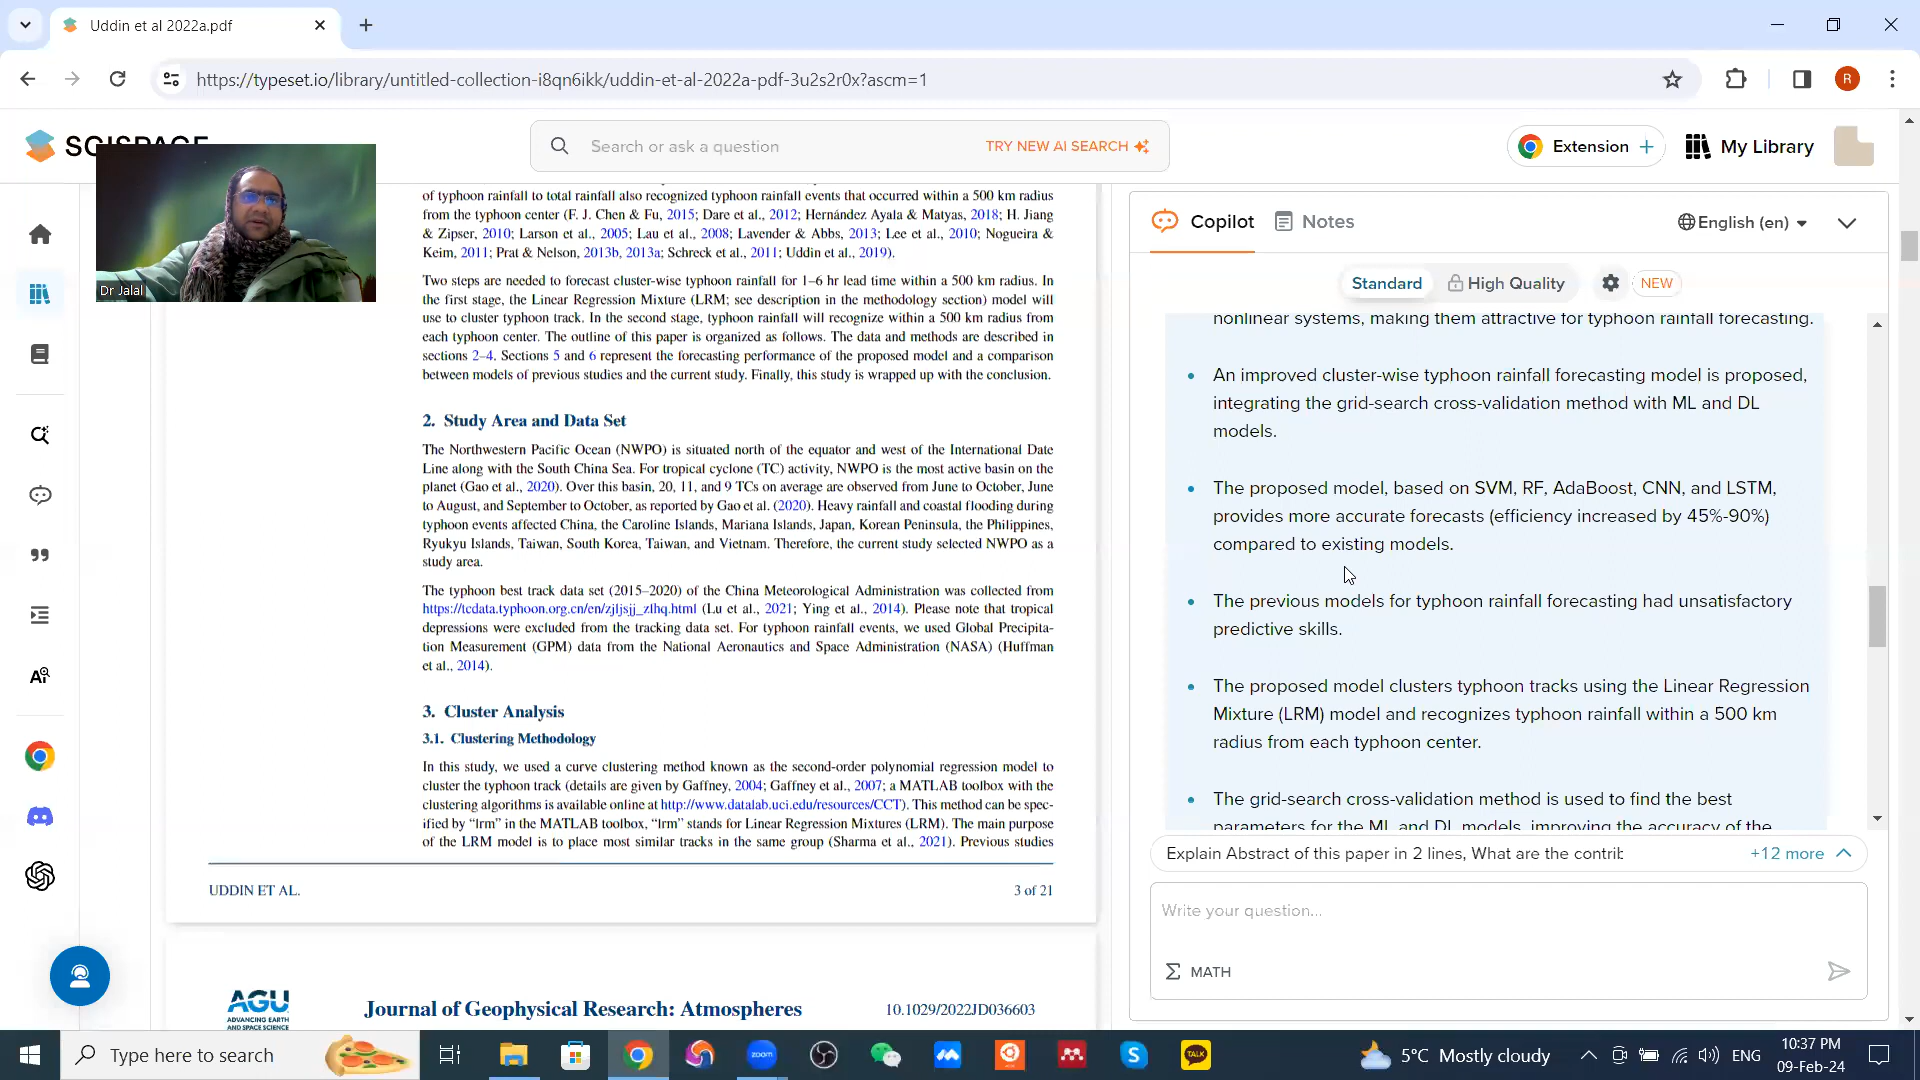 Uddin et al 2022a.pdf
https://typeset.io/library/untitled-collection-i8qn6ikk/uddin-et-al-2022a-pdf-3u2s2r0x?ascm=1
R
SCISPACE
Search or ask a question
TRY NEW AI SEARCH
Extension +
My Library
Dr Jalal
of typhoon rainfall to total rainfall also recognized typhoon rainfall events that occurred within a 500 km radius
from the typhoon center (F. J. Chen & Fu, 2015; Dare et al., 2012; Hernández Ayala & Matyas, 2018; H. Jiang
& Zipser, 2010; Larson et al., 2005; Lau et al., 2008; Lavender & Abbs, 2013; Lee et al., 2010; Nogueira &
Keim, 2011; Prat & Nelson, 2013b, 2013a; Schreck et al., 2011; Uddin et al., 2019).
Two steps are needed to forecast cluster-wise typhoon rainfall for 1–6 hr lead time within a 500 km radius. In
the first stage, the Linear Regression Mixture (LRM; see description in the methodology section) model will
use to cluster typhoon track. In the second stage, typhoon rainfall will recognize within a 500 km radius from
each typhoon center. The outline of this paper is organized as follows. The data and methods are described in
sections 2–4. Sections 5 and 6 represent the forecasting performance of the proposed model and a comparison
between models of previous studies and the current study. Finally, this study is wrapped up with the conclusion.
2. Study Area and Data Set
The Northwestern Pacific Ocean (NWPO) is situated north of the equator and west of the International Date
Line along with the South China Sea. For tropical cyclone (TC) activity, NWPO is the most active basin on the
planet (Gao et al., 2020). Over this basin, 20, 11, and 9 TCs on average are observed from June to October, June
to August, and September to October, as reported by Gao et al. (2020). Heavy rainfall and coastal flooding during
typhoon events affected China, the Caroline Islands, Mariana Islands, Japan, Korean Peninsula, the Philippines,
Ryukyu Islands, Taiwan, South Korea, Taiwan, and Vietnam. Therefore, the current study selected NWPO as a
study area.
The typhoon best track data set (2015–2020) of the China Meteorological Administration was collected from
https://tcdata.typhoon.org.cn/en/zjljsjj_zlhq.html (Lu et al., 2021; Ying et al., 2014). Please note that tropical
depressions were excluded from the tracking data set. For typhoon rainfall events, we used Global Precipita-
tion Measurement (GPM) data from the National Aeronautics and Space Administration (NASA) (Huffman
et al., 2014).
3. Cluster Analysis
3.1. Clustering Methodology
In this study, we used a curve clustering method known as the second-order polynomial regression model to
cluster the typhoon track (details are given by Gaffney, 2004; Gaffney et al., 2007; a MATLAB toolbox with the
clustering algorithms is available online at http://www.datalab.uci.edu/resources/CCT). This method can be spec-
ified by “lrm” in the MATLAB toolbox, “lrm” stands for Linear Regression Mixtures (LRM). The main purpose
of the LRM model is to place most similar tracks in the same group (Sharma et al., 2021). Previous studies
UDDIN ET AL.
3 of 21
AGU
ADVANCING EARTH
AND SPACE SCIENCE
Journal of Geophysical Research: Atmospheres
10.1029/2022JD036603
Copilot
Notes
English (en)
Standard
High Quality
NEW
nonlinear systems, making them attractive for typhoon rainfall forecasting.
• An improved cluster-wise typhoon rainfall forecasting model is proposed,
integrating the grid-search cross-validation method with ML and DL
models.
• The proposed model, based on SVM, RF, AdaBoost, CNN, and LSTM,
provides more accurate forecasts (efficiency increased by 45%-90%)
compared to existing models.
• The previous models for typhoon rainfall forecasting had unsatisfactory
predictive skills.
• The proposed model clusters typhoon tracks using the Linear Regression
Mixture (LRM) model and recognizes typhoon rainfall within a 500 km
radius from each typhoon center.
• The grid-search cross-validation method is used to find the best
parameters for the ML and DL models, improving the accuracy of the
Explain Abstract of this paper in 2 lines, What are the contrib
+12 more
Write your question...
MATH
Type here to search
zoom
TALK
5°C Mostly cloudy
ENG
10:37 PM
09-Feb-24